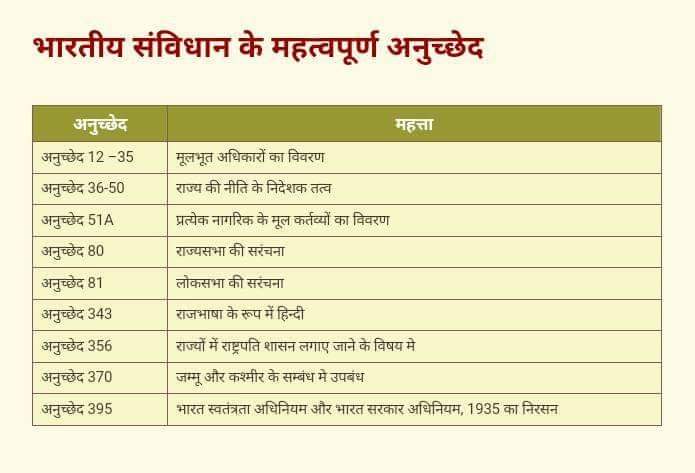 भारतीय संविधान के महत्वपूर्ण अनुच्छेद
अनुच्छेद महत्ता
अनुच्छेद 12 –35 मूलभूत अधिकारों का विवरण
अनुच्छेद 36-50 राज्य की नीति के निदेशक तत्व
अनुच्छेद 51A प्रत्येक नागरिक के मूल कर्तव्यों का विवरण
अनुच्छेद 80 राज्यसभा की सरंचना
अनुच्छेद 81 लोकसभा की सरंचना
अनुच्छेद 343 राजभाषा के रूप में हिन्दी
अनुच्छेद 356 राज्यों में राष्ट्रपति शासन लगाए जाने के विषय मे
अनुच्छेद 370 जम्मू और कश्मीर के सम्बंध मे उपबंध
अनुच्छेद 395 भारत स्वतंत्रता अधिनियम और भारत सरकार अधिनियम, 1935 का निरसन